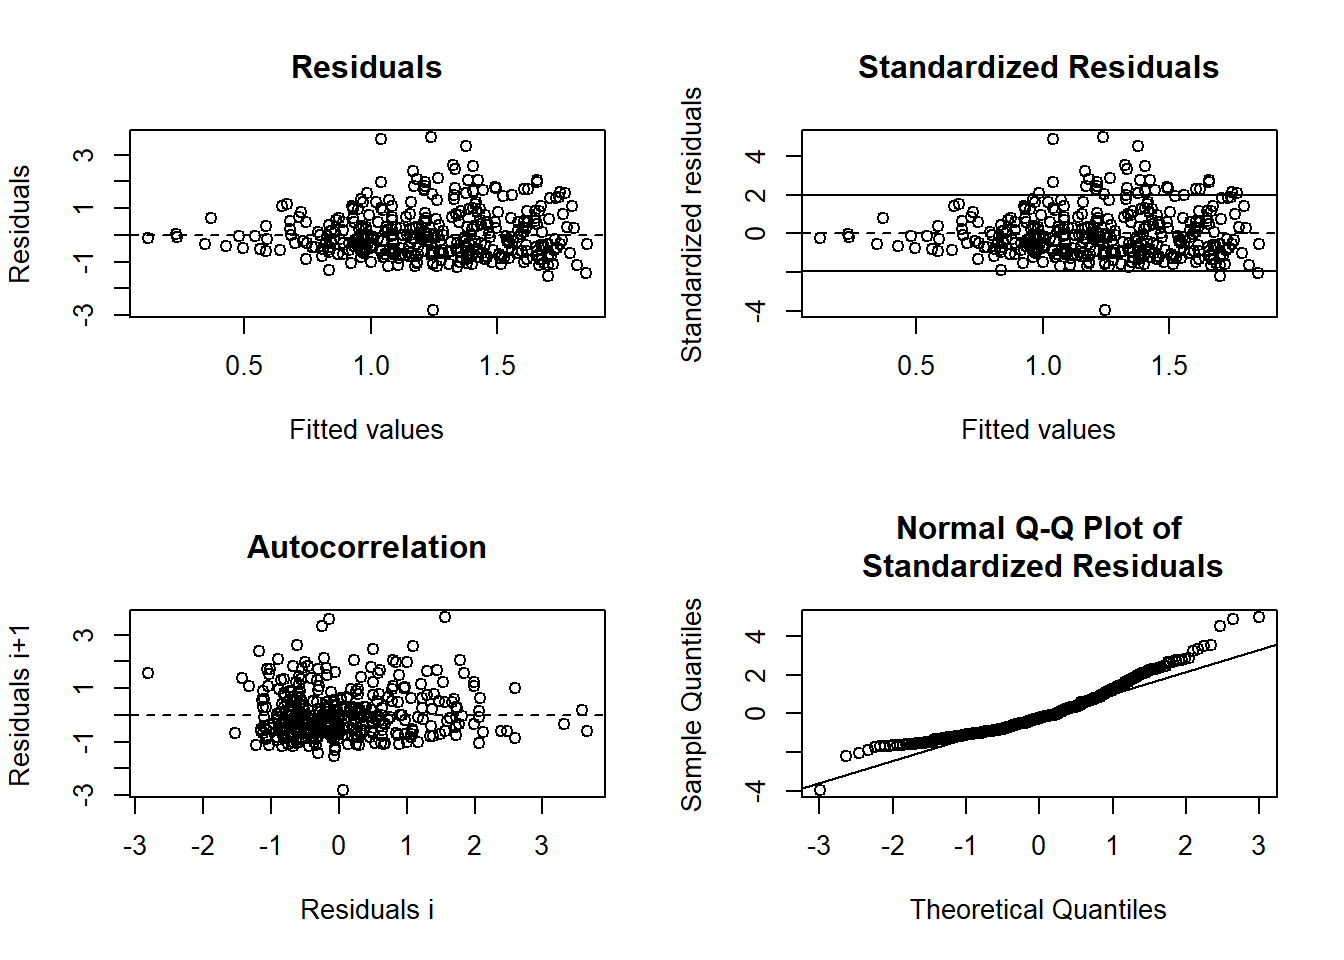 Residuals
Residuals
3
1
-1
-3
0.5 1.0 1.5
Fitted values
Standardized Residuals
Standardized residuals
4
2
0
-4
0.5 1.0 1.5
Fitted values
Autocorrelation
Residuals i+1
3
1
-1
-3
-3 -2 -1 0 1 2 3
Residuals i
Normal Q-Q Plot of
Standardized Residuals
Sample Quantiles
4
2
0
-4
-3 -2 -1 0 1 2 3
Theoretical Quantiles